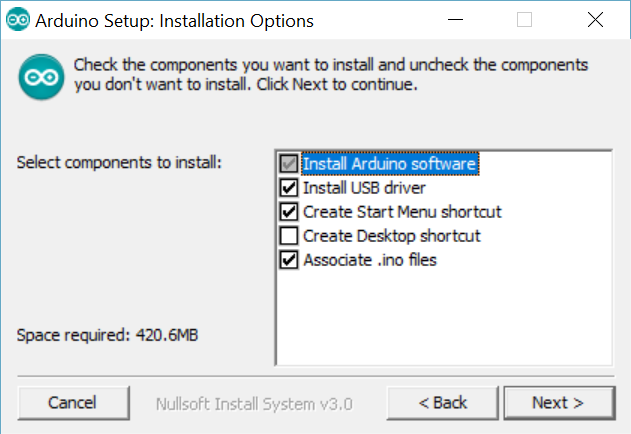 Arduino Setup: Installation Options
Check the components you want to install and uncheck the components
you don't want to install. Click Next to continue.
Select components to install:
Install Arduino software
Install USB driver
Create Start Menu shortcut
Create Desktop shortcut
Associate .ino files
Space required: 420.6MB
Cancel
Nullsoft Install System v3.0
< Back
Next >